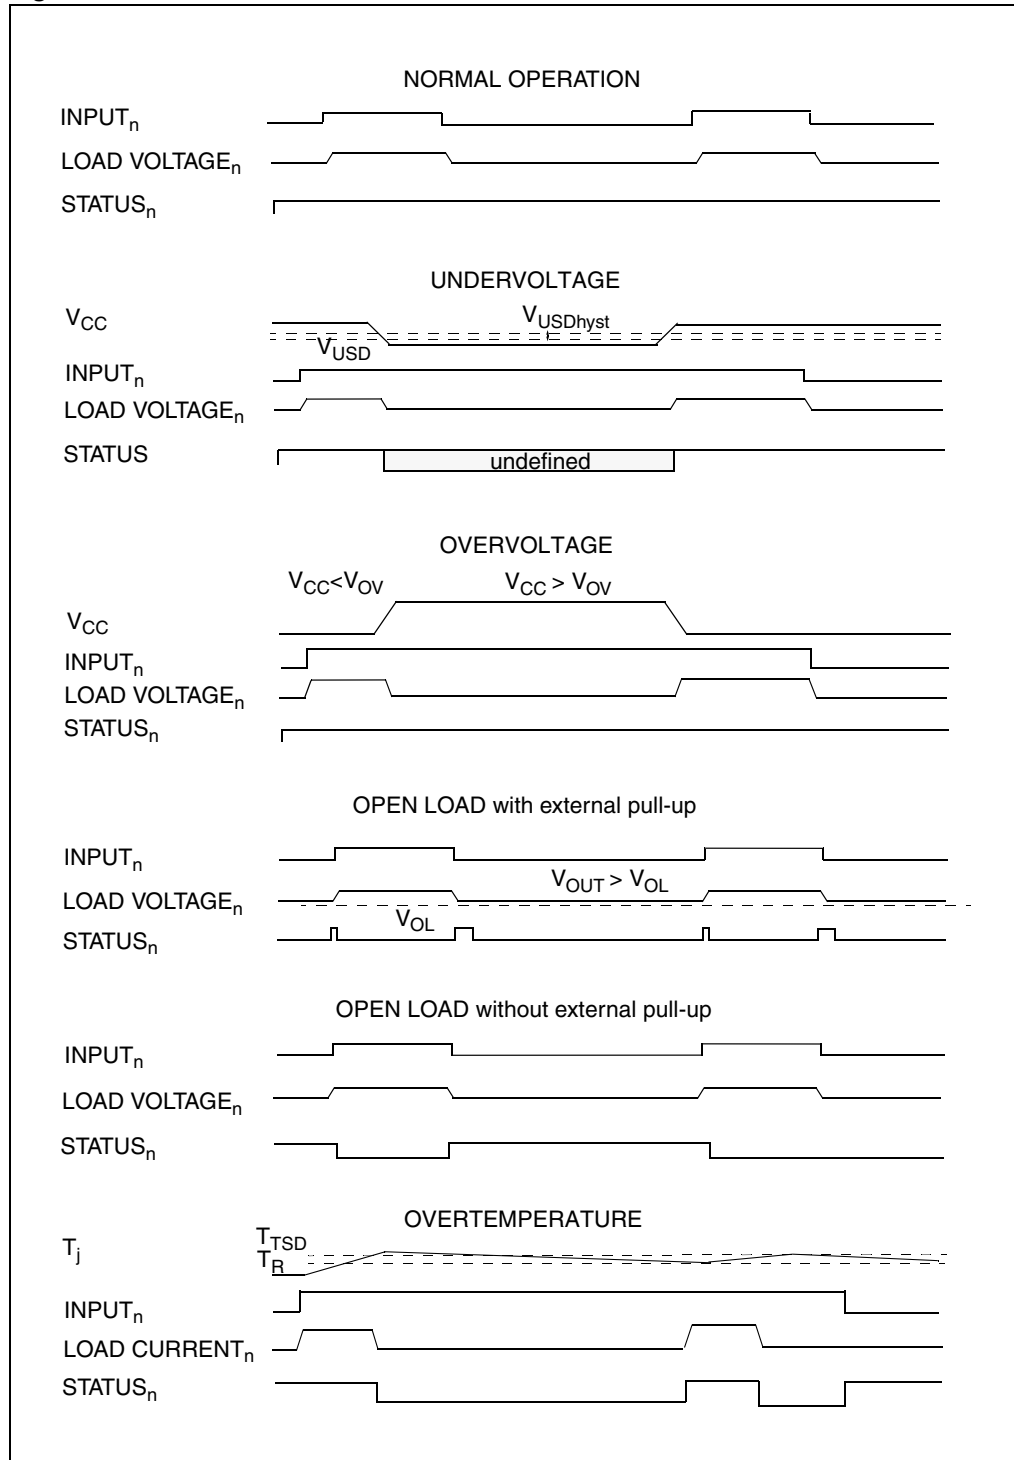 NORMAL OPERATION
INPUTn
LOAD VOLTAGEn
STATUSn
UNDERVOLTAGE
VCC
VUSDhyst
VUSD
INPUTn
LOAD VOLTAGEn
STATUS
undefined
OVERVOLTAGE
VCC<VOV
VCC > VOV
VCC
INPUTn
LOAD VOLTAGEn
STATUSn
OPEN LOAD with external pull-up
INPUTn
VOUT > VOL
LOAD VOLTAGEn
VOL
STATUSn
OPEN LOAD without external pull-up
INPUTn
LOAD VOLTAGEn
STATUSn
OVERTEMPERATURE
Tj
TTSD
TR
INPUTn
LOAD CURRENTn
STATUSn